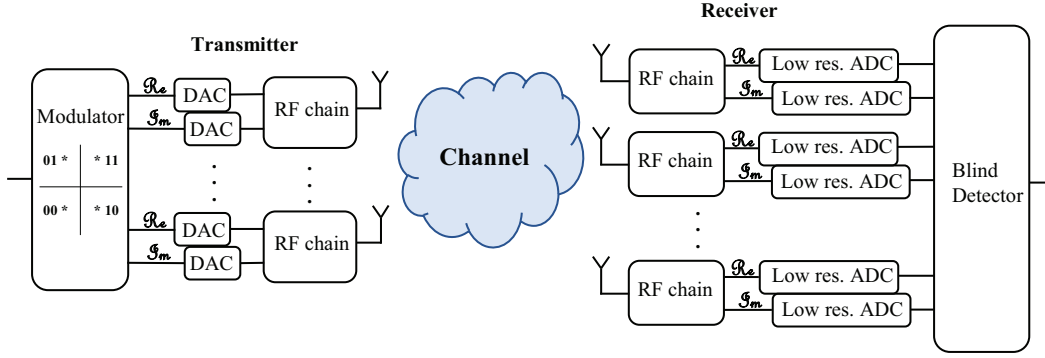 Transmitter
Modulator
01 * * 11
00 * * 10
ℛℯ DAC
ℐ𝓂 DAC
RF chain
ℛℯ DAC
ℐ𝓂 DAC
RF chain
Channel
Receiver
RF chain
ℛℯ Low res. ADC
ℐ𝓂 Low res. ADC
RF chain
ℛℯ Low res. ADC
ℐ𝓂 Low res. ADC
RF chain
ℛℯ Low res. ADC
ℐ𝓂 Low res. ADC
Blind
Detector